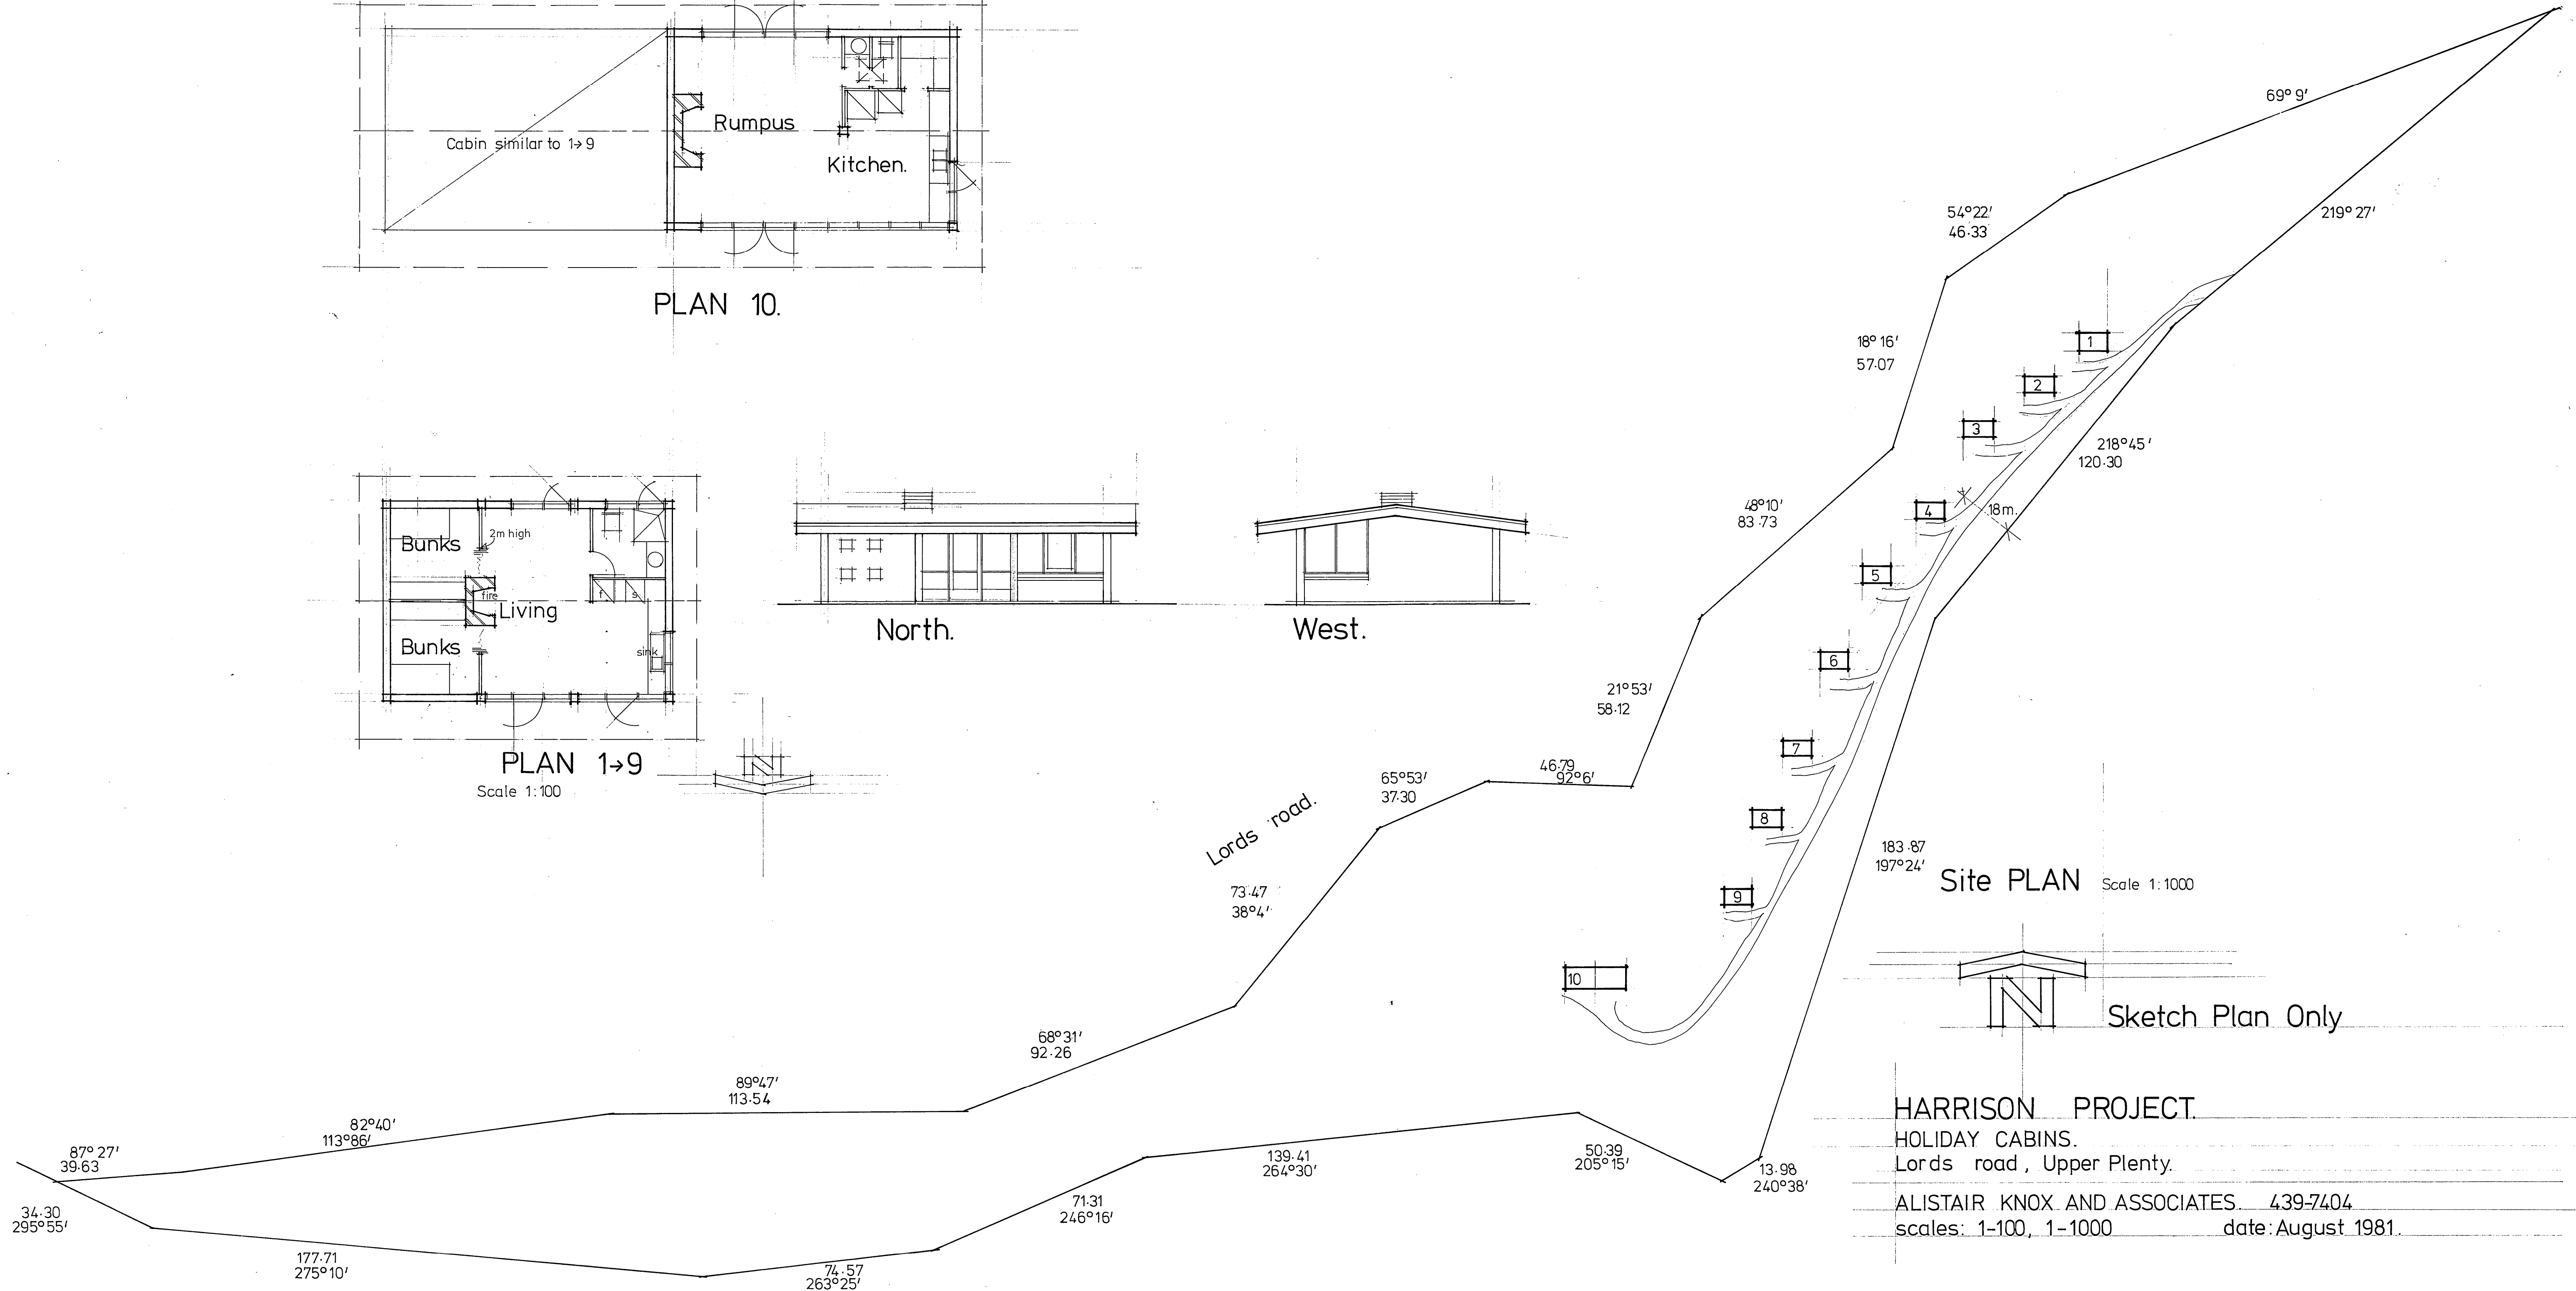 Rumpus
Cabin similar to 1→9
Kitchen.
PLAN 10.
Bunks
2m high
fire
f
s
Living
Bunks
sink
PLAN 1→9
Scale 1:100
N
North.
West.
69° 9'
219° 27'
54°22'
46·33
18° 16'
57·07
48°10'
83·73
21°53'
58·12
46·79
92°6'
65°53'
37·30
Lords road.
73·47
38°4'
68°31'
92·26
89°47'
113·54
82°40'
113°86'
87° 27'
39·63
34·30
295°55'
177·71
275°10'
74·57
263°25'
71·31
246°16'
139·41
264°30'
50·39
205°15'
13·98
240°38'
183·87
197°24'
218°45'
120·30
18m.
1
2
3
4
5
6
7
8
9
10
Site PLAN Scale 1:1000
N
Sketch Plan Only
HARRISON PROJECT.
HOLIDAY CABINS.
Lords road, Upper Plenty.
ALISTAIR KNOX AND ASSOCIATES. 439-7404
scales: 1-100, 1-1000 date: August 1981.